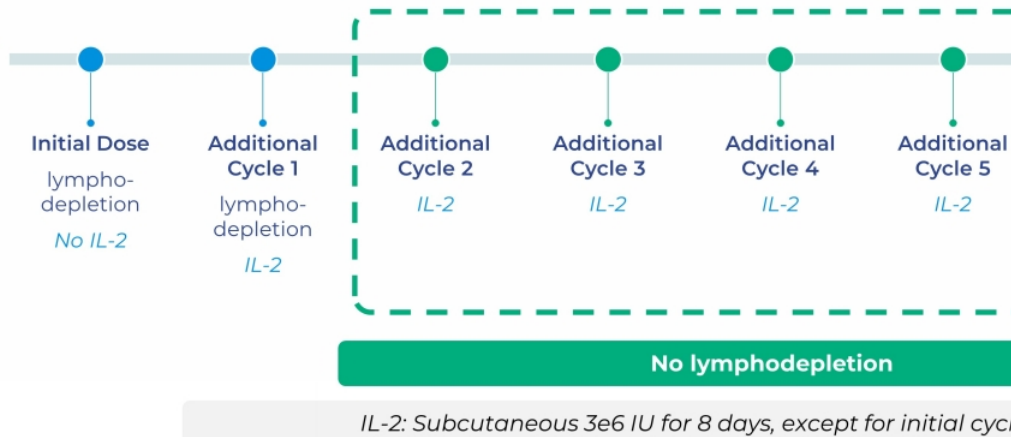 Initial Dose
lympho-
depletion
No IL-2
Additional
Cycle 1
lympho-
depletion
IL-2
Additional
Cycle 2
IL-2
Additional
Cycle 3
IL-2
Additional
Cycle 4
IL-2
Additional
Cycle 5
IL-2
No lymphodepletion
IL-2: Subcutaneous 3e6 IU for 8 days, except for initial cycl